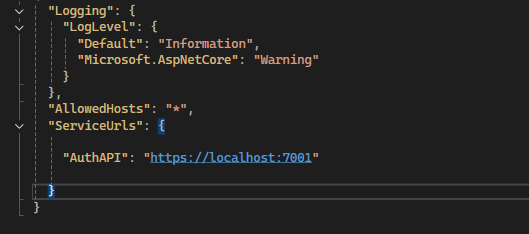 "Logging": {
"LogLevel": {
"Default": "Information",
"Microsoft.AspNetCore": "Warning"
}
},
"AllowedHosts": "*",
"ServiceUrls": {
"AuthAPI": "https://localhost:7001"
}
}